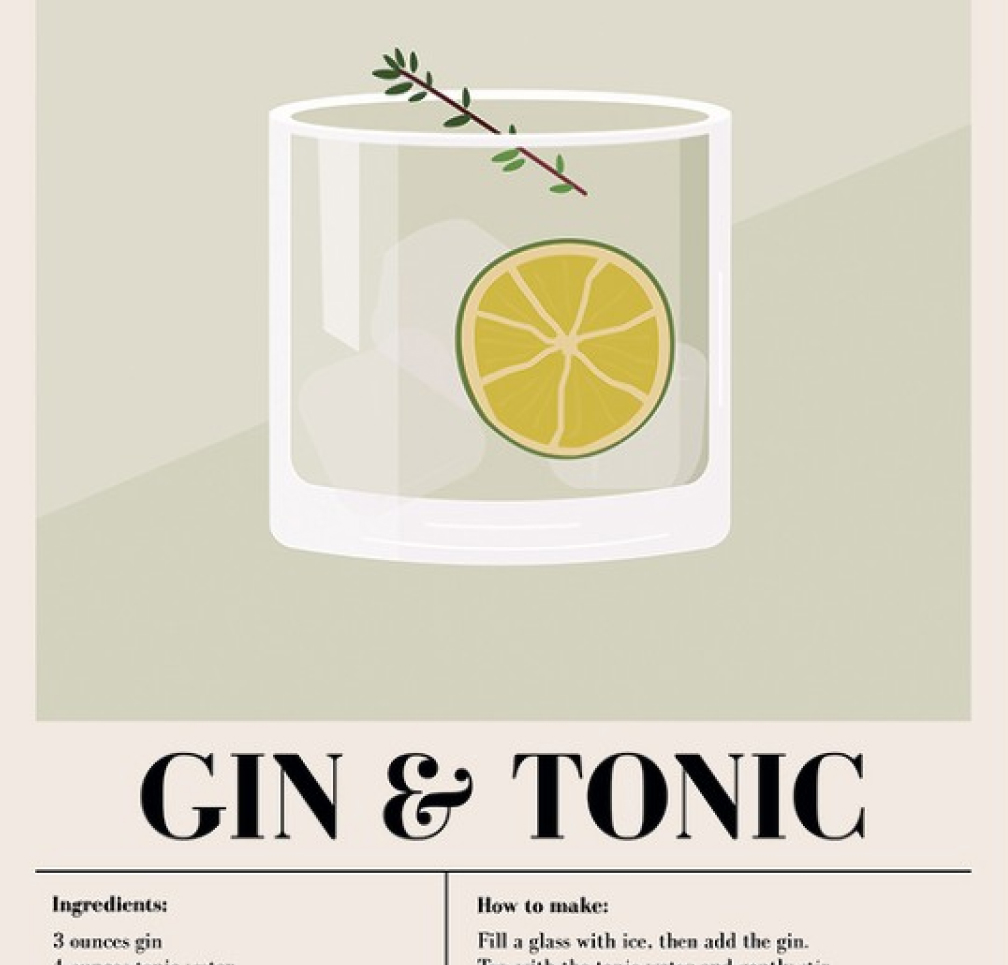 GIN & TONIC
Ingredients:
3 ounces gin
How to make:
Fill a glass with ice, then add the gin.